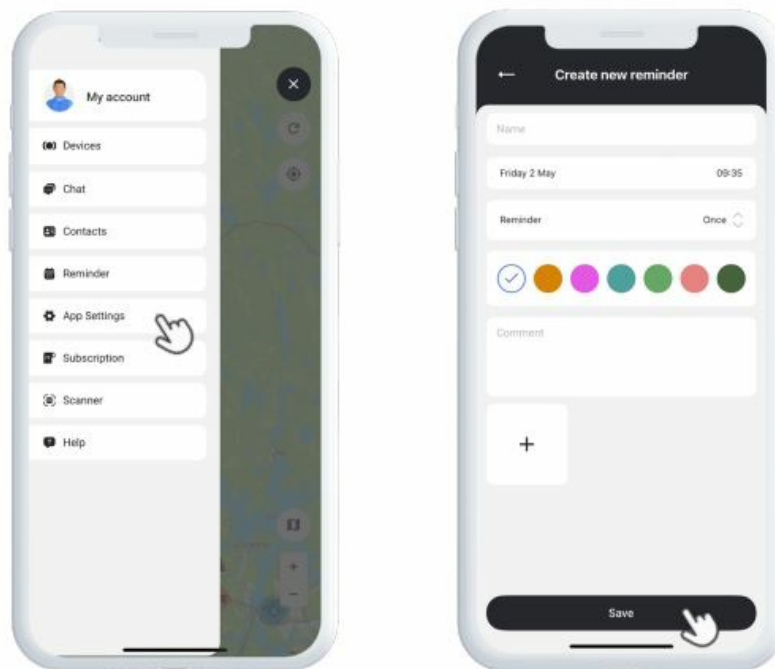 My account
Devices
Chat
Contacts
Reminder
App Settings
Subscription
Scanner
Help
Create new reminder
Name
Friday 2 May 09:35
Reminder Once
Comment
Save